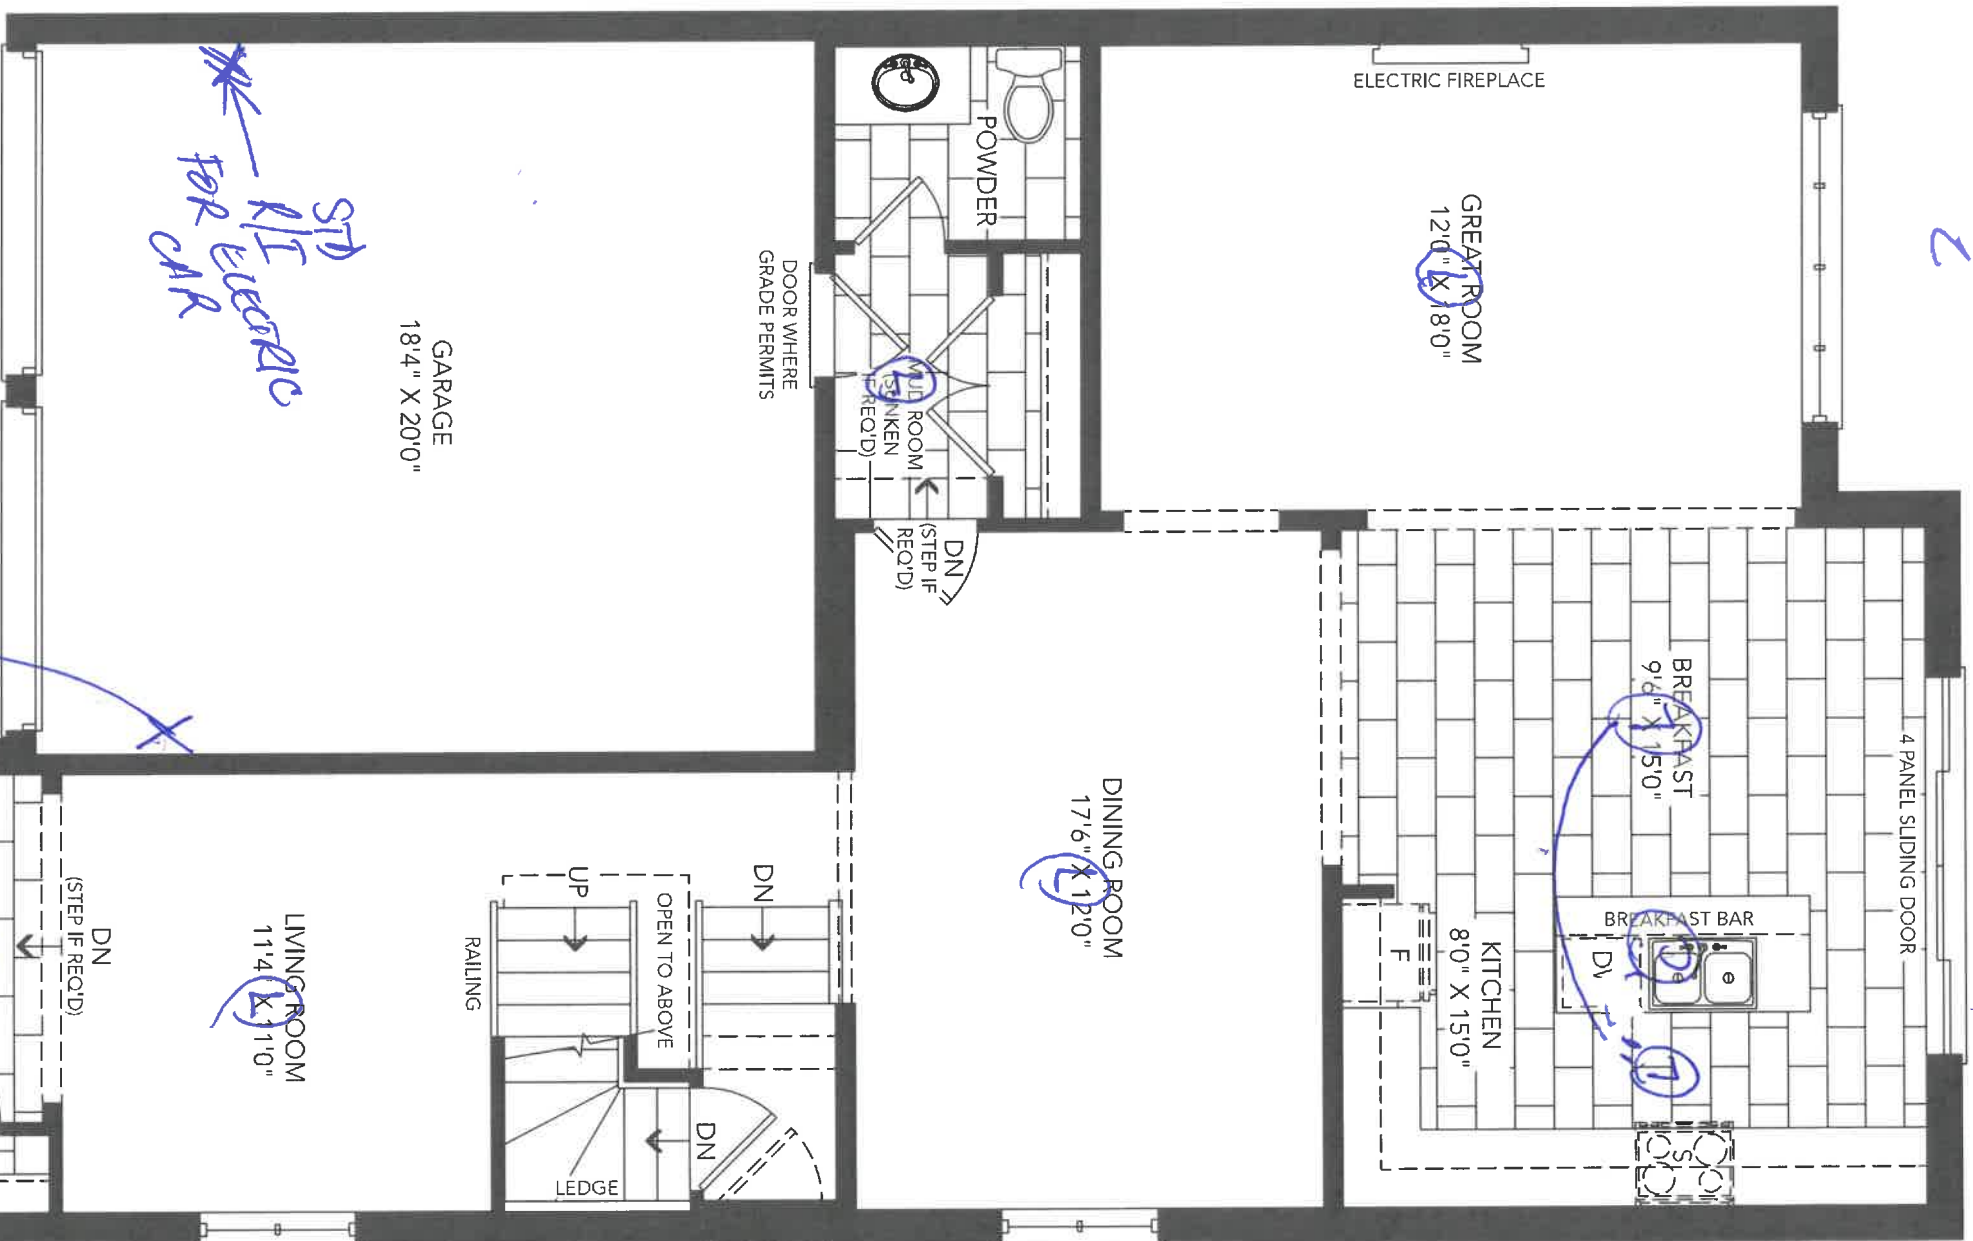 ELECTRIC FIREPLACE
GREAT ROOM
12'0" X 18'0"
L
POWDER
MUD ROOM
(SUNKEN
IF REQ'D)
DOOR WHERE
GRADE PERMITS
DN
(STEP IF
REQ'D)
GARAGE
18'4" X 20'0"
STD
R/I
FOR ELECTRIC
CAR
BREAKFAST
9'6" X 15'0"
L
4 PANEL SLIDING DOOR
BREAKFAST BAR
DW
KITCHEN
8'0" X 15'0"
L
F
S
DINING ROOM
17'6" X 12'0"
L
DN
OPEN TO ABOVE
UP
RAILING
DN
LEDGE
LIVING ROOM
11'4" X 11'0"
L
DN
(STEP IF REQ'D)